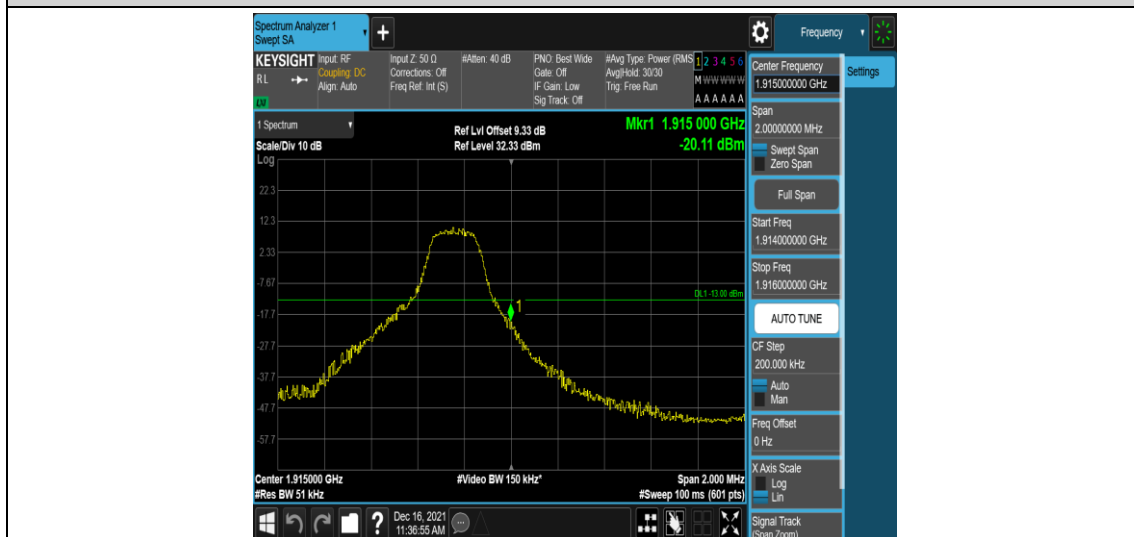 Spectrum Analyzer 1
Swept SA
Frequency
KEYSIGHT
RL
LXI
Input: RF
Coupling: DC
Align: Auto
Input Z: 50 Ω
Corrections: Off
Freq Ref: Int (S)
#Atten: 40 dB
PNO: Best Wide
Gate: Off
IF Gain: Low
Sig Track: Off
#Avg Type: Power (RMS
Avg|Hold: 30/30
Trig: Free Run
1 2 3 4 5 6
M W W W W W
A A A A A A
1 Spectrum
Scale/Div 10 dB
Log
Ref Lvl Offset 9.33 dB
Ref Level 32.33 dBm
Mkr1 1.915 000 GHz
-20.11 dBm
22.3
12.3
2.33
-7.67
-17.7
-27.7
-37.7
-47.7
-57.7
DL1 -13.00 dBm
1
Center 1.915000 GHz
#Res BW 51 kHz
#Video BW 150 kHz*
Span 2.000 MHz
#Sweep 100 ms (601 pts)
Center Frequency
1.915000000 GHz
Settings
Span
2.00000000 MHz
Swept Span
Zero Span
Full Span
Start Freq
1.914000000 GHz
Stop Freq
1.916000000 GHz
AUTO TUNE
CF Step
200.000 kHz
Auto
Man
Freq Offset
0 Hz
X Axis Scale
Log
Lin
Signal Track
(Span Zoom)
?
Dec 16, 2021
11:36:55 AM